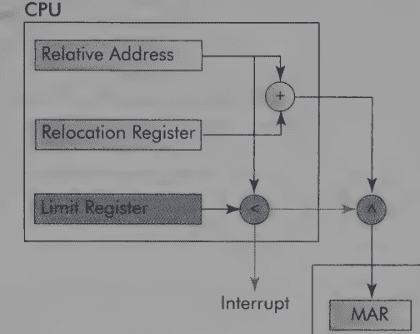 CPU
Relative Address
+
Relocation Register
Limit Register
<
^
Interrupt
MAR